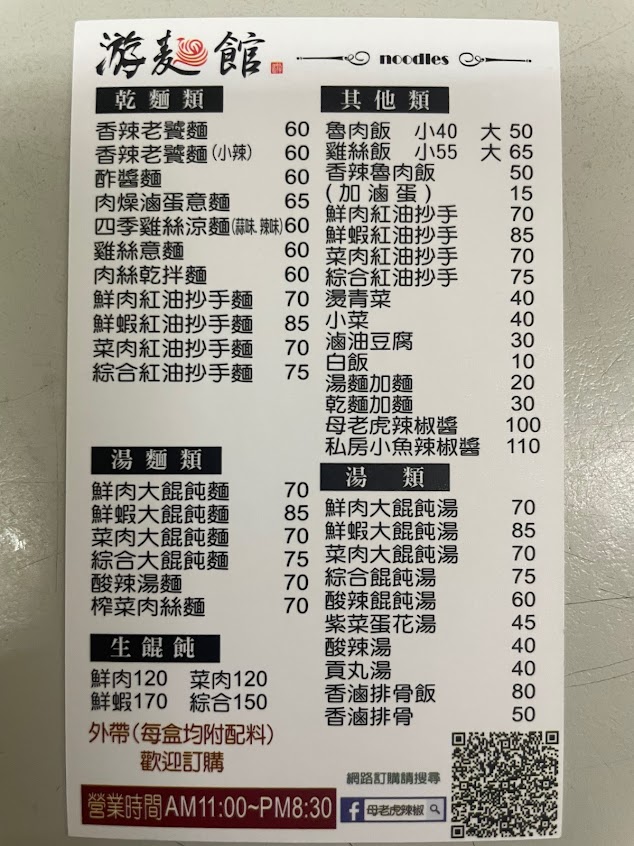 游麵館 noodles
乾麵類
香辣老饕麵 60
香辣老饕麵(小辣) 60
酢醬麵 60
肉燥滷蛋意麵 65
四季雞絲涼麵(蒜味.辣味) 60
雞絲意麵 60
肉絲乾拌麵 60
鮮肉紅油抄手麵 70
鮮蝦紅油抄手麵 85
菜肉紅油抄手麵 70
綜合紅油抄手麵 75
湯麵類
鮮肉大餛飩麵 70
鮮蝦大餛飩麵 85
菜肉大餛飩麵 70
綜合大餛飩麵 75
酸辣湯麵 70
榨菜肉絲麵 70
生餛飩
鮮肉120 菜肉120
鮮蝦170 綜合150
外帶(每盒均附配料)
歡迎訂購
營業時間AM11:00~PM8:30
其他類
魯肉飯 小40 大50
雞絲飯 小55 大65
香辣魯肉飯 50
(加滷蛋) 15
鮮肉紅油抄手 70
鮮蝦紅油抄手 85
菜肉紅油抄手 70
綜合紅油抄手 75
燙青菜 40
小菜 40
滷油豆腐 30
白飯 10
湯麵加麵 20
乾麵加麵 30
母老虎辣椒醬 100
私房小魚辣椒醬 110
湯類
鮮肉大餛飩湯 70
鮮蝦大餛飩湯 85
菜肉大餛飩湯 70
綜合餛飩湯 75
酸辣餛飩湯 60
紫菜蛋花湯 45
酸辣湯 40
貢丸湯 40
香滷排骨飯 80
香滷排骨 50
網路訂購請搜尋
f 母老虎辣椒